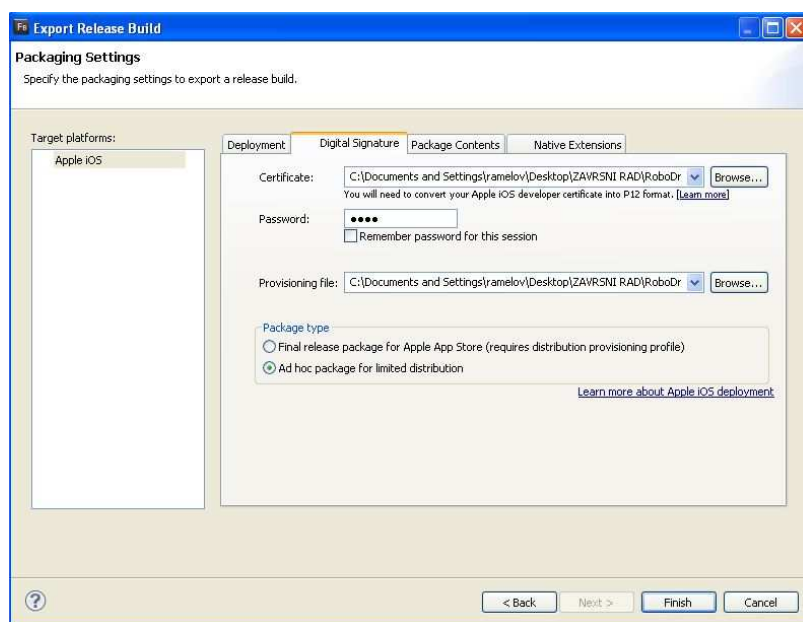 FB Export Release Build
Packaging Settings
Specify the packaging settings to export a release build.
Target platforms:
Apple iOS
Deployment Digital Signature Package Contents Native Extensions
Certificate: C:\Documents and Settings\ramelov\Desktop\ZAVRSNI RAD\RoboDr Browse...
You will need to convert your Apple iOS developer certificate into P12 format. [Learn more]
Password: ●●●●
Remember password for this session
Provisioning file: C:\Documents and Settings\ramelov\Desktop\ZAVRSNI RAD\RoboDr Browse...
Package type
Final release package for Apple App Store (requires distribution provisioning profile)
Ad hoc package for limited distribution
Learn more about Apple iOS deployment
? < Back Next > Finish Cancel